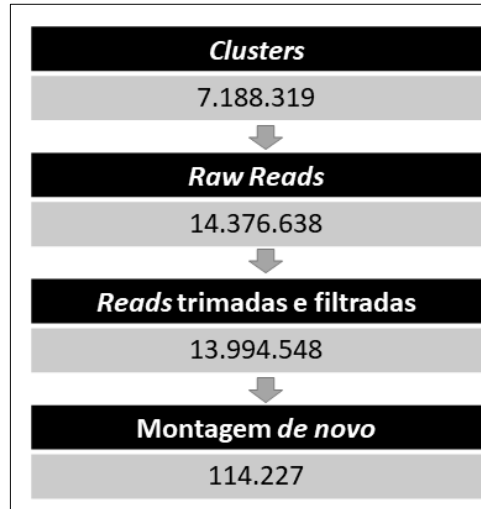 Clusters
7.188.319
Raw Reads
14.376.638
Reads trimadas e filtradas
13.994.548
Montagem de novo
114.227